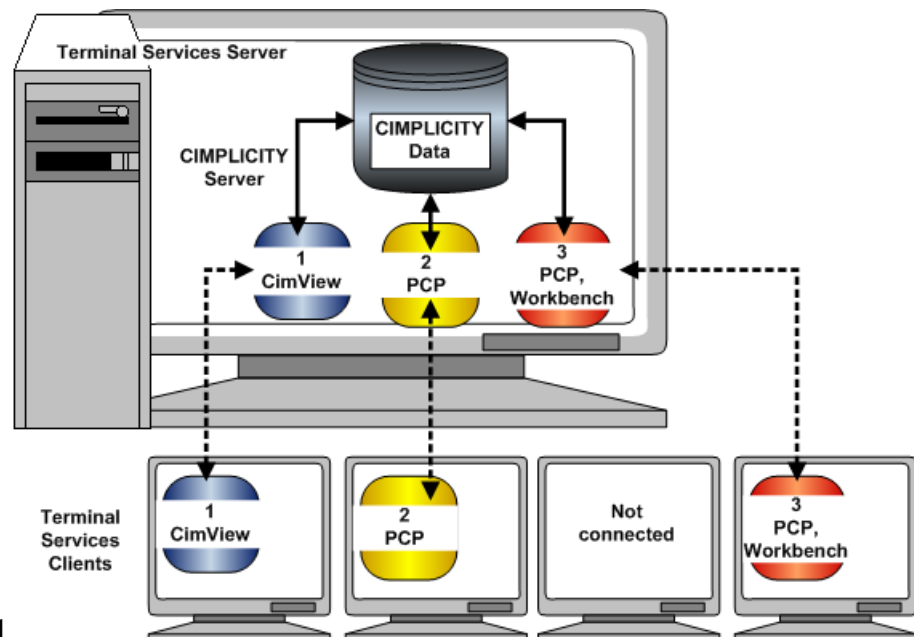 Terminal Services Server
CIMPLICITY
Data
CIMPLICITY
Server
1
CimView
2
PCP
3
PCP,
Workbench
Terminal
Services
Clients
1
CimView
2
PCP
Not
connected
3
PCP,
Workbench